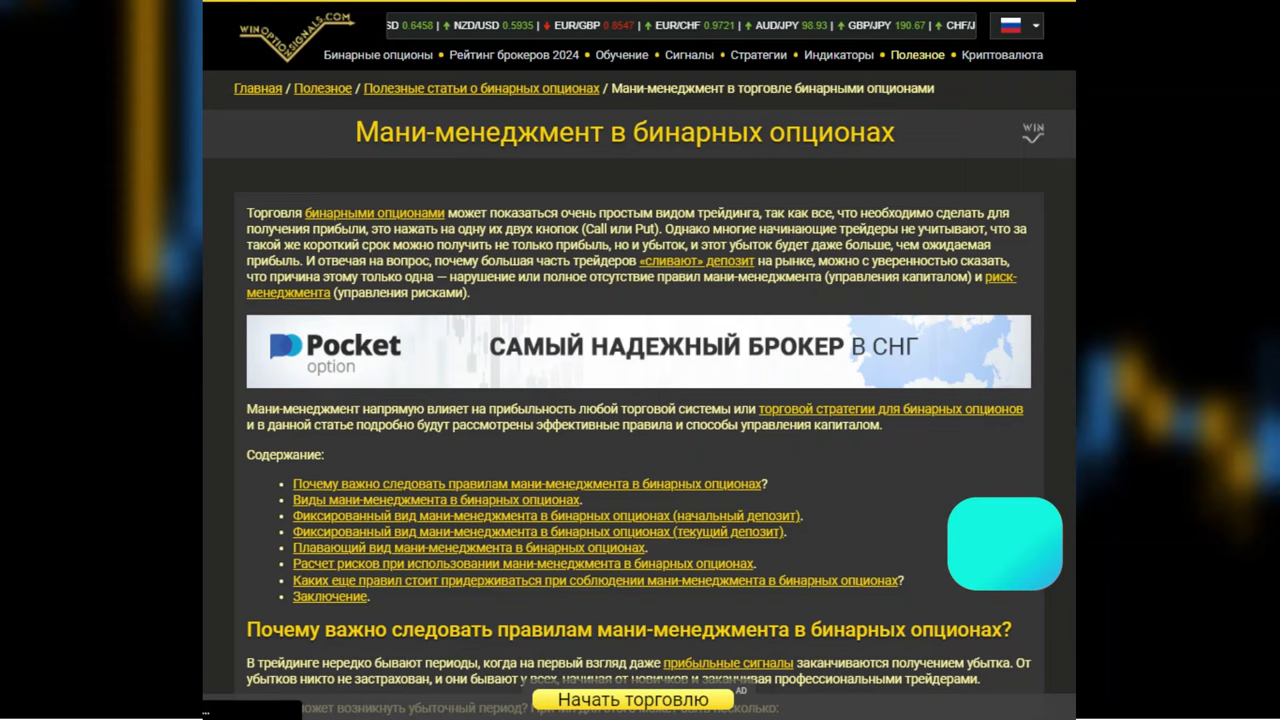 WINOPTIONSIGNALS.COM
SD 0.6458 | NZD/USD 0.5935 | EUR/GBP 0.8547 | EUR/CHF 0.9721 | AUD/JPY 98.93 | GBP/JPY 190.67 | CHF/J
Бинарные опционы • Рейтинг брокеров 2024 • Обучение • Сигналы • Стратегии • Индикаторы • Полезное • Криптовалюта
Главная / Полезное / Полезные статьи о бинарных опционах / Мани-менеджмент в торговле бинарными опционами
Мани-менеджмент в бинарных опционах
WIN
Торговля бинарными опционами может показаться очень простым видом трейдинга, так как все, что необходимо сделать для
получения прибыли, это нажать на одну их двух кнопок (Call или Put). Однако многие начинающие трейдеры не учитывают, что за
такой же короткий срок можно получить не только прибыль, но и убыток, и этот убыток будет даже больше, чем ожидаемая
прибыль. И отвечая на вопрос, почему большая часть трейдеров «сливают» депозит на рынке, можно с уверенностью сказать,
что причина этому только одна — нарушение или полное отсутствие правил мани-менеджмента (управления капиталом) и риск-
менеджмента (управления рисками).
Pocket
option
САМЫЙ НАДЕЖНЫЙ БРОКЕР В СНГ
Мани-менеджмент напрямую влияет на прибыльность любой торговой системы или торговой стратегии для бинарных опционов
и в данной статье подробно будут рассмотрены эффективные правила и способы управления капиталом.
Содержание:
• Почему важно следовать правилам мани-менеджмента в бинарных опционах?
• Виды мани-менеджмента в бинарных опционах.
• Фиксированный вид мани-менеджмента в бинарных опционах (начальный депозит).
• Фиксированный вид мани-менеджмента в бинарных опционах (текущий депозит).
• Плавающий вид мани-менеджмента в бинарных опционах.
• Расчет рисков при использовании мани-менеджмента в бинарных опционах.
• Каких еще правил стоит придерживаться при соблюдении мани-менеджмента в бинарных опционах?
• Заключение.
Почему важно следовать правилам мани-менеджмента в бинарных опционах?
В трейдинге нередко бывают периоды, когда на первый взгляд даже прибыльные сигналы заканчиваются получением убытка. От
убытков никто не застрахован, и они бывают у всех, начиная от новичков и заканчивая профессиональными трейдерами.
Начать торговлю
AD
может возникнуть убыточный период? Причин для этого может быть несколько:
...